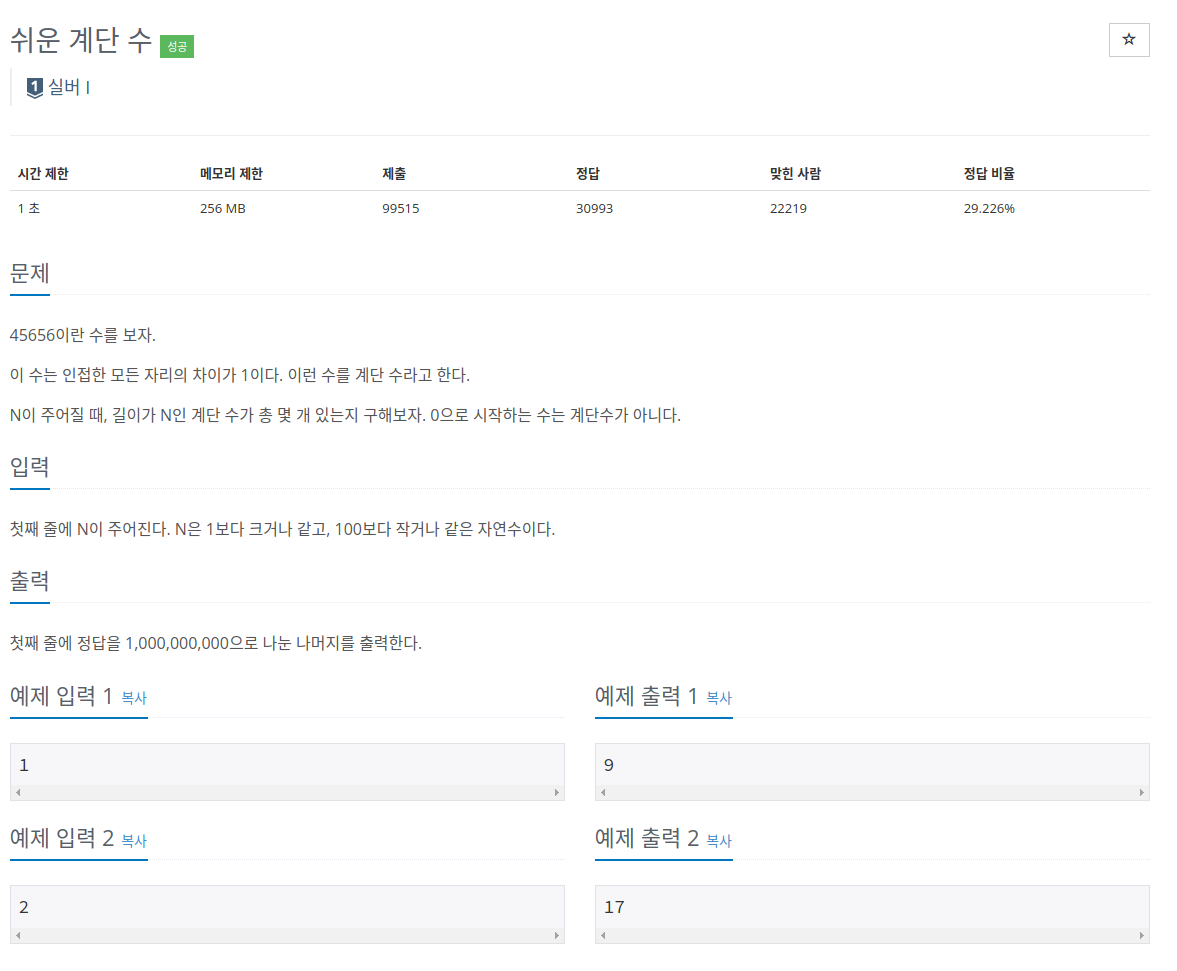 쉬운 계단 수 성공
☆
1 실버 I
시간 제한 메모리 제한 제출 정답 맞힌 사람 정답 비율
1 초 256 MB 99515 30993 22219 29.226%
문제
45656이란 수를 보자.
이 수는 인접한 모든 자리의 차이가 1이다. 이런 수를 계단 수라고 한다.
N이 주어질 때, 길이가 N인 계단 수가 총 몇 개 있는지 구해보자. 0으로 시작하는 수는 계단수가 아니다.
입력
첫째 줄에 N이 주어진다. N은 1보다 크거나 같고, 100보다 작거나 같은 자연수이다.
출력
첫째 줄에 정답을 1,000,000,000으로 나눈 나머지를 출력한다.
예제 입력 1 복사
1
예제 출력 1 복사
9
예제 입력 2 복사
2
예제 출력 2 복사
17